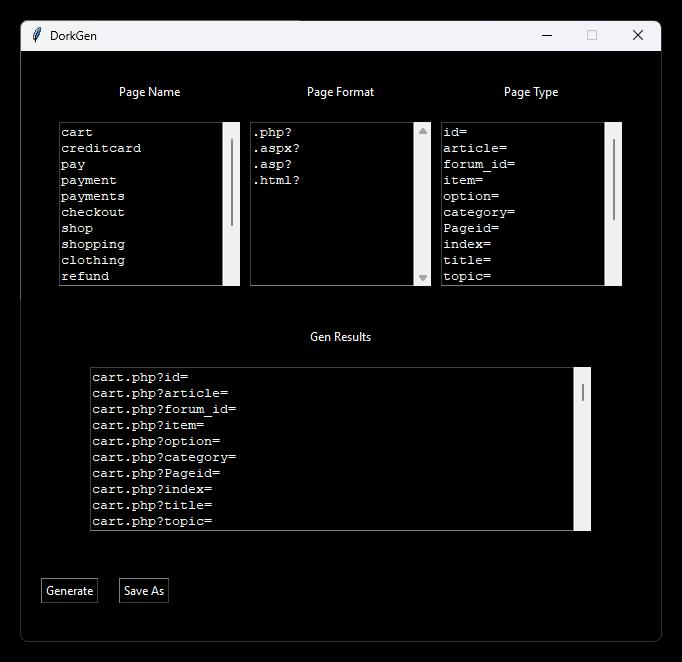 DorkGen
Page Name
Page Format
Page Type
cart
creditcard
pay
payment
payments
checkout
shop
shopping
clothing
refund
.php?
.aspx?
.asp?
.html?
id=
article=
forum_id=
item=
option=
category=
Pageid=
index=
title=
topic=
Gen Results
cart.php?id=
cart.php?article=
cart.php?forum_id=
cart.php?item=
cart.php?option=
cart.php?category=
cart.php?Pageid=
cart.php?index=
cart.php?title=
cart.php?topic=
Generate
Save As